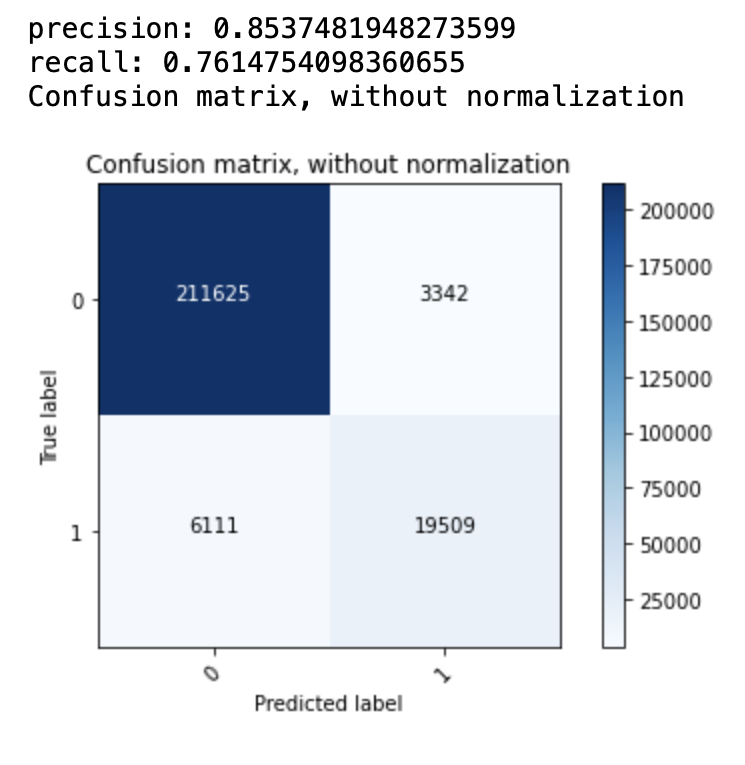 precision: 0.8537481948273599
recall: 0.7614754098360655
Confusion matrix, without normalization
Confusion matrix, without normalization
200000
175000
150000
125000
100000
75000
50000
25000
True label
0
211625
3342
1
6111
19509
0
1
Predicted label